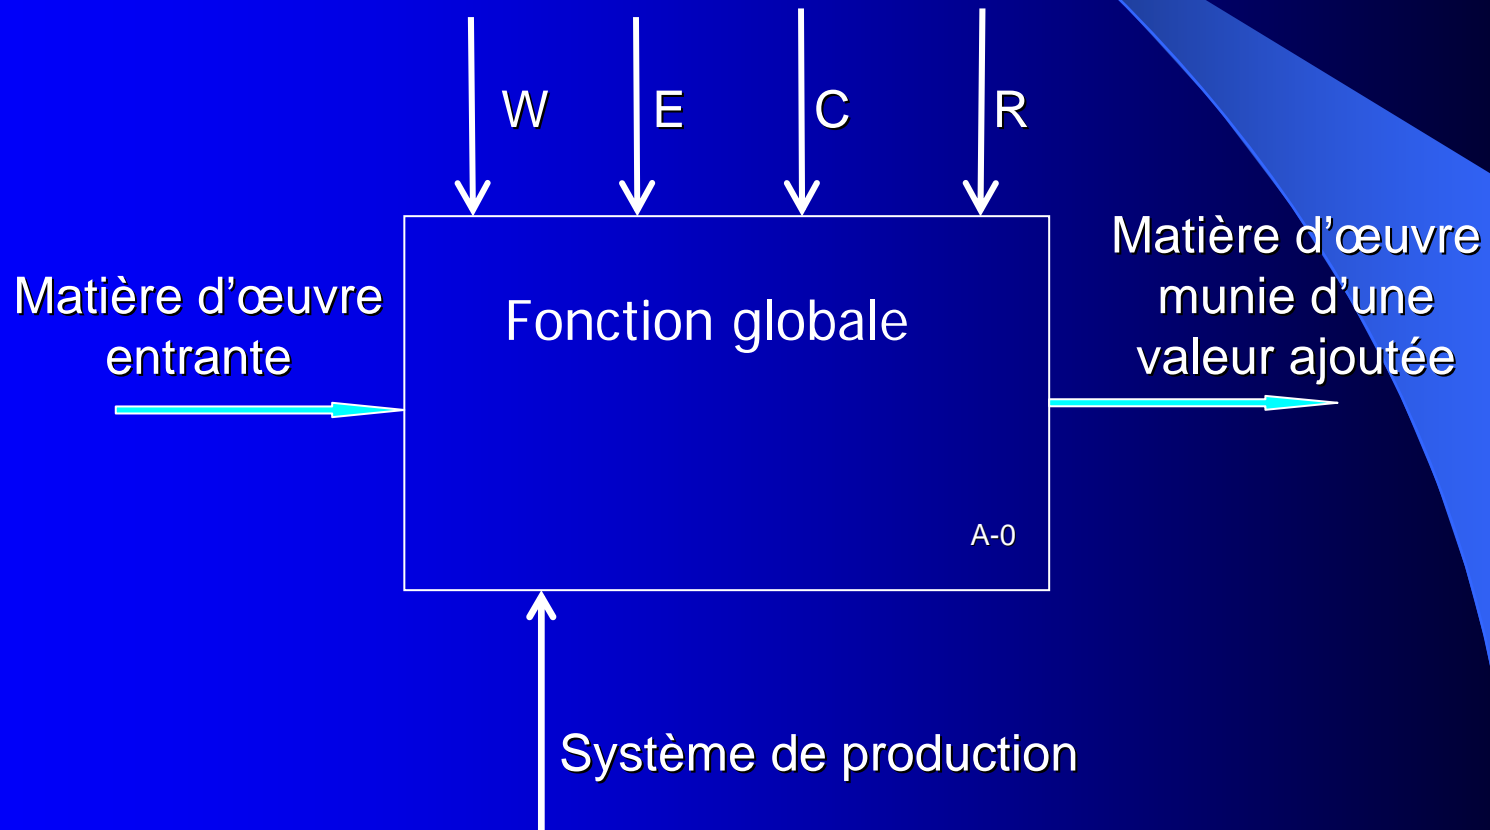 W E C R
Matière d’œuvre
entrante
Fonction globale
A-0
Matière d’œuvre
munie d’une
valeur ajoutée
Système de production